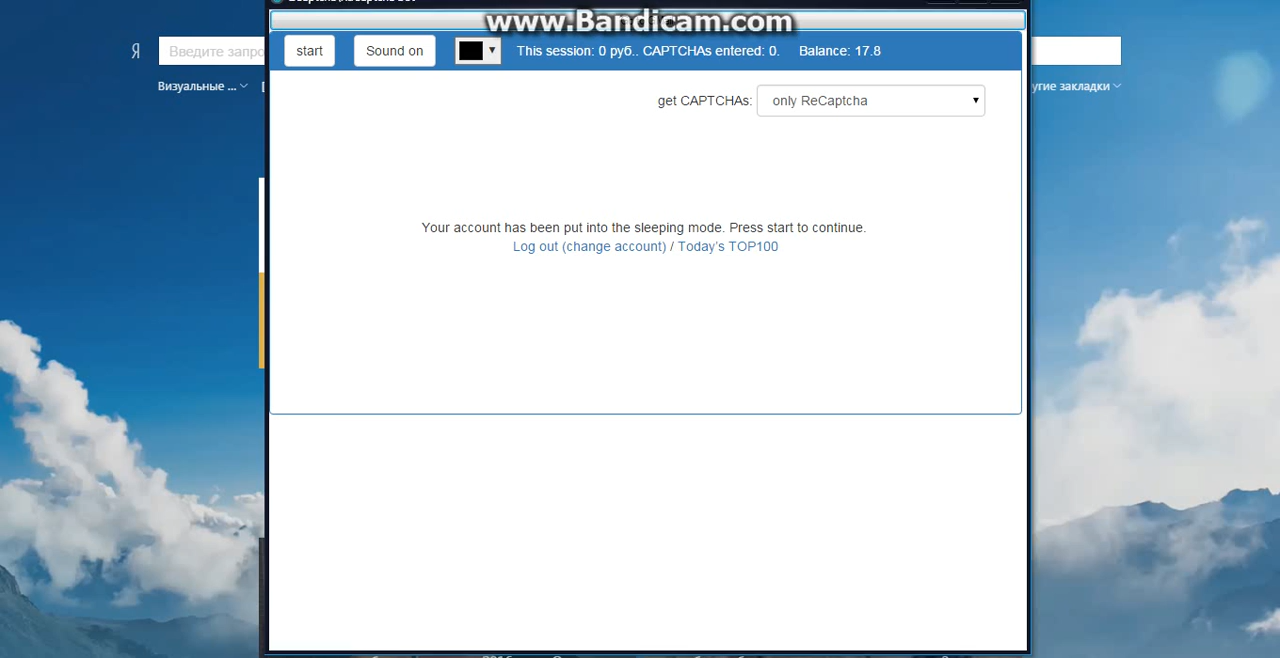 www.Bandicam.com
start
Sound on
This session: 0 руб.. CAPTCHAs entered: 0.
Balance: 17.8
Я
Введите запро
Визуальные ...
угие закладки
get CAPTCHAs:
only ReCaptcha
Your account has been put into the sleeping mode. Press start to continue.
Log out (change account) / Today's TOP100